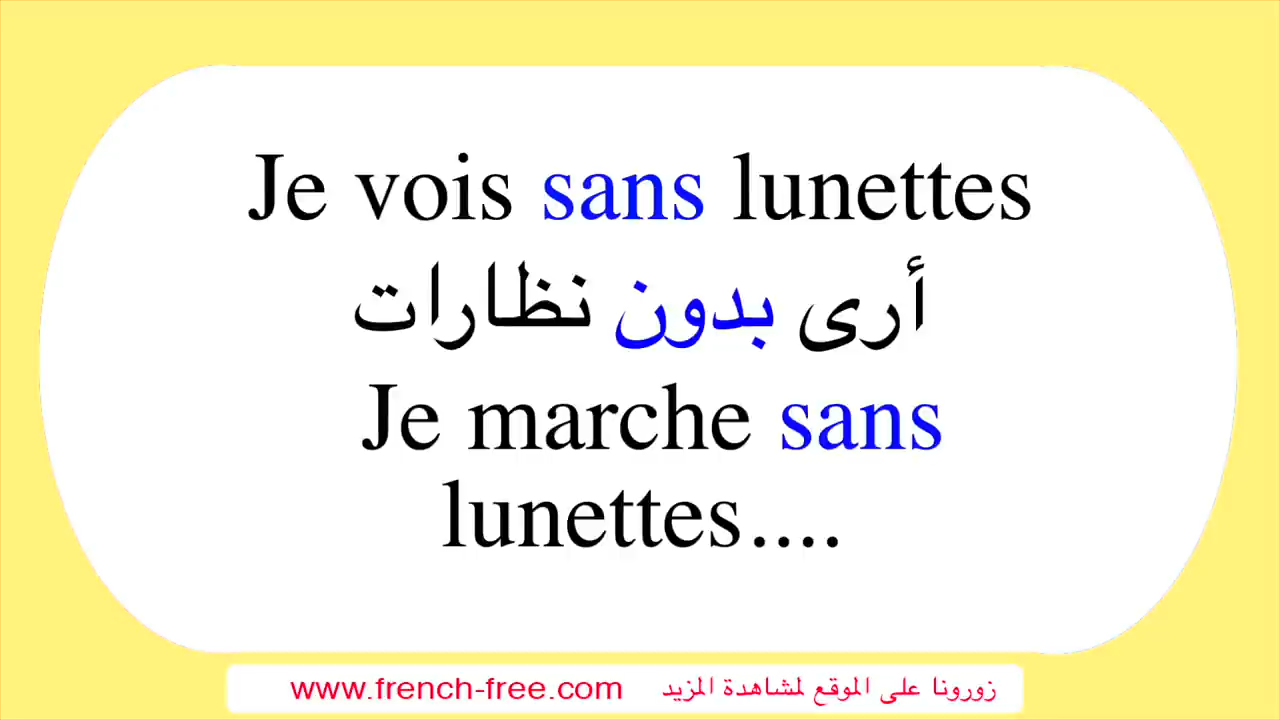 Je vois sans lunettes
أرى بدون نظارات
Je marche sans
lunettes....
www.french-free.com زورونا على الموقع لمشاهدة المزيد